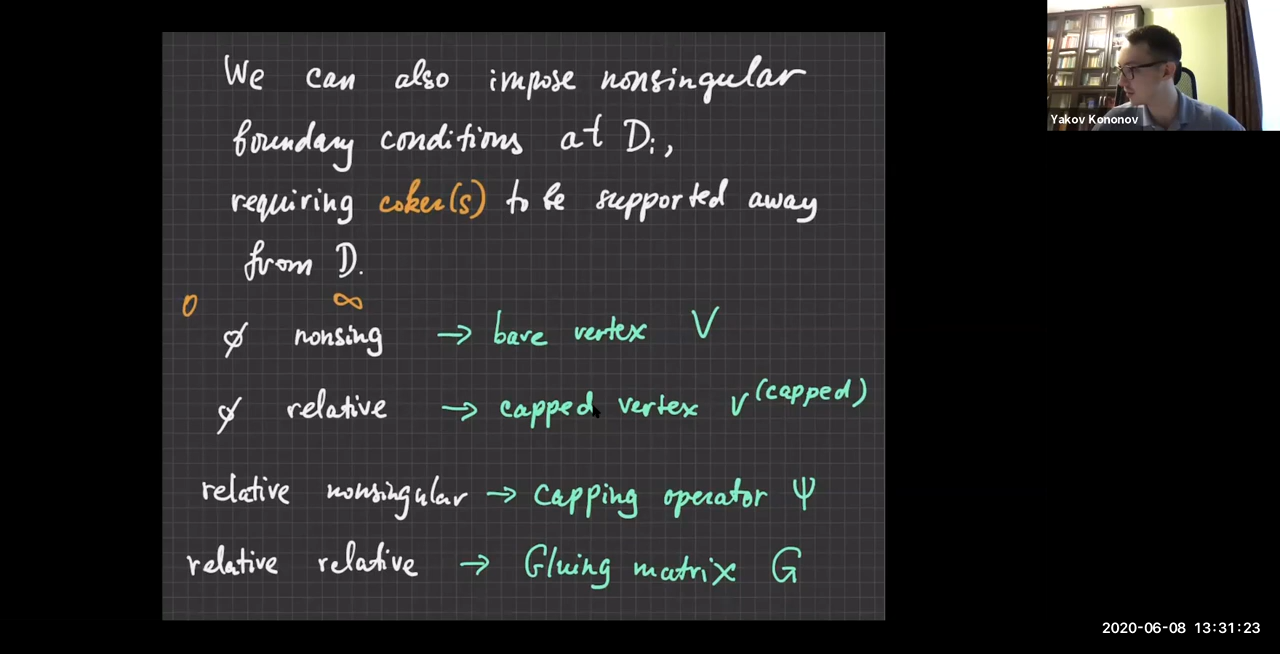 We can also impose nonsingular
boundary conditions at Di,
requiring coker(s) to be supported away
from D.
0 ∞
∅ nonsing → bare vertex V
∅ relative → capped vertex V^(capped)
relative nonsingular → capping operator Ψ
relative relative → Gluing matrix G
Yakov Kononov
2020-06-08 13:31:23